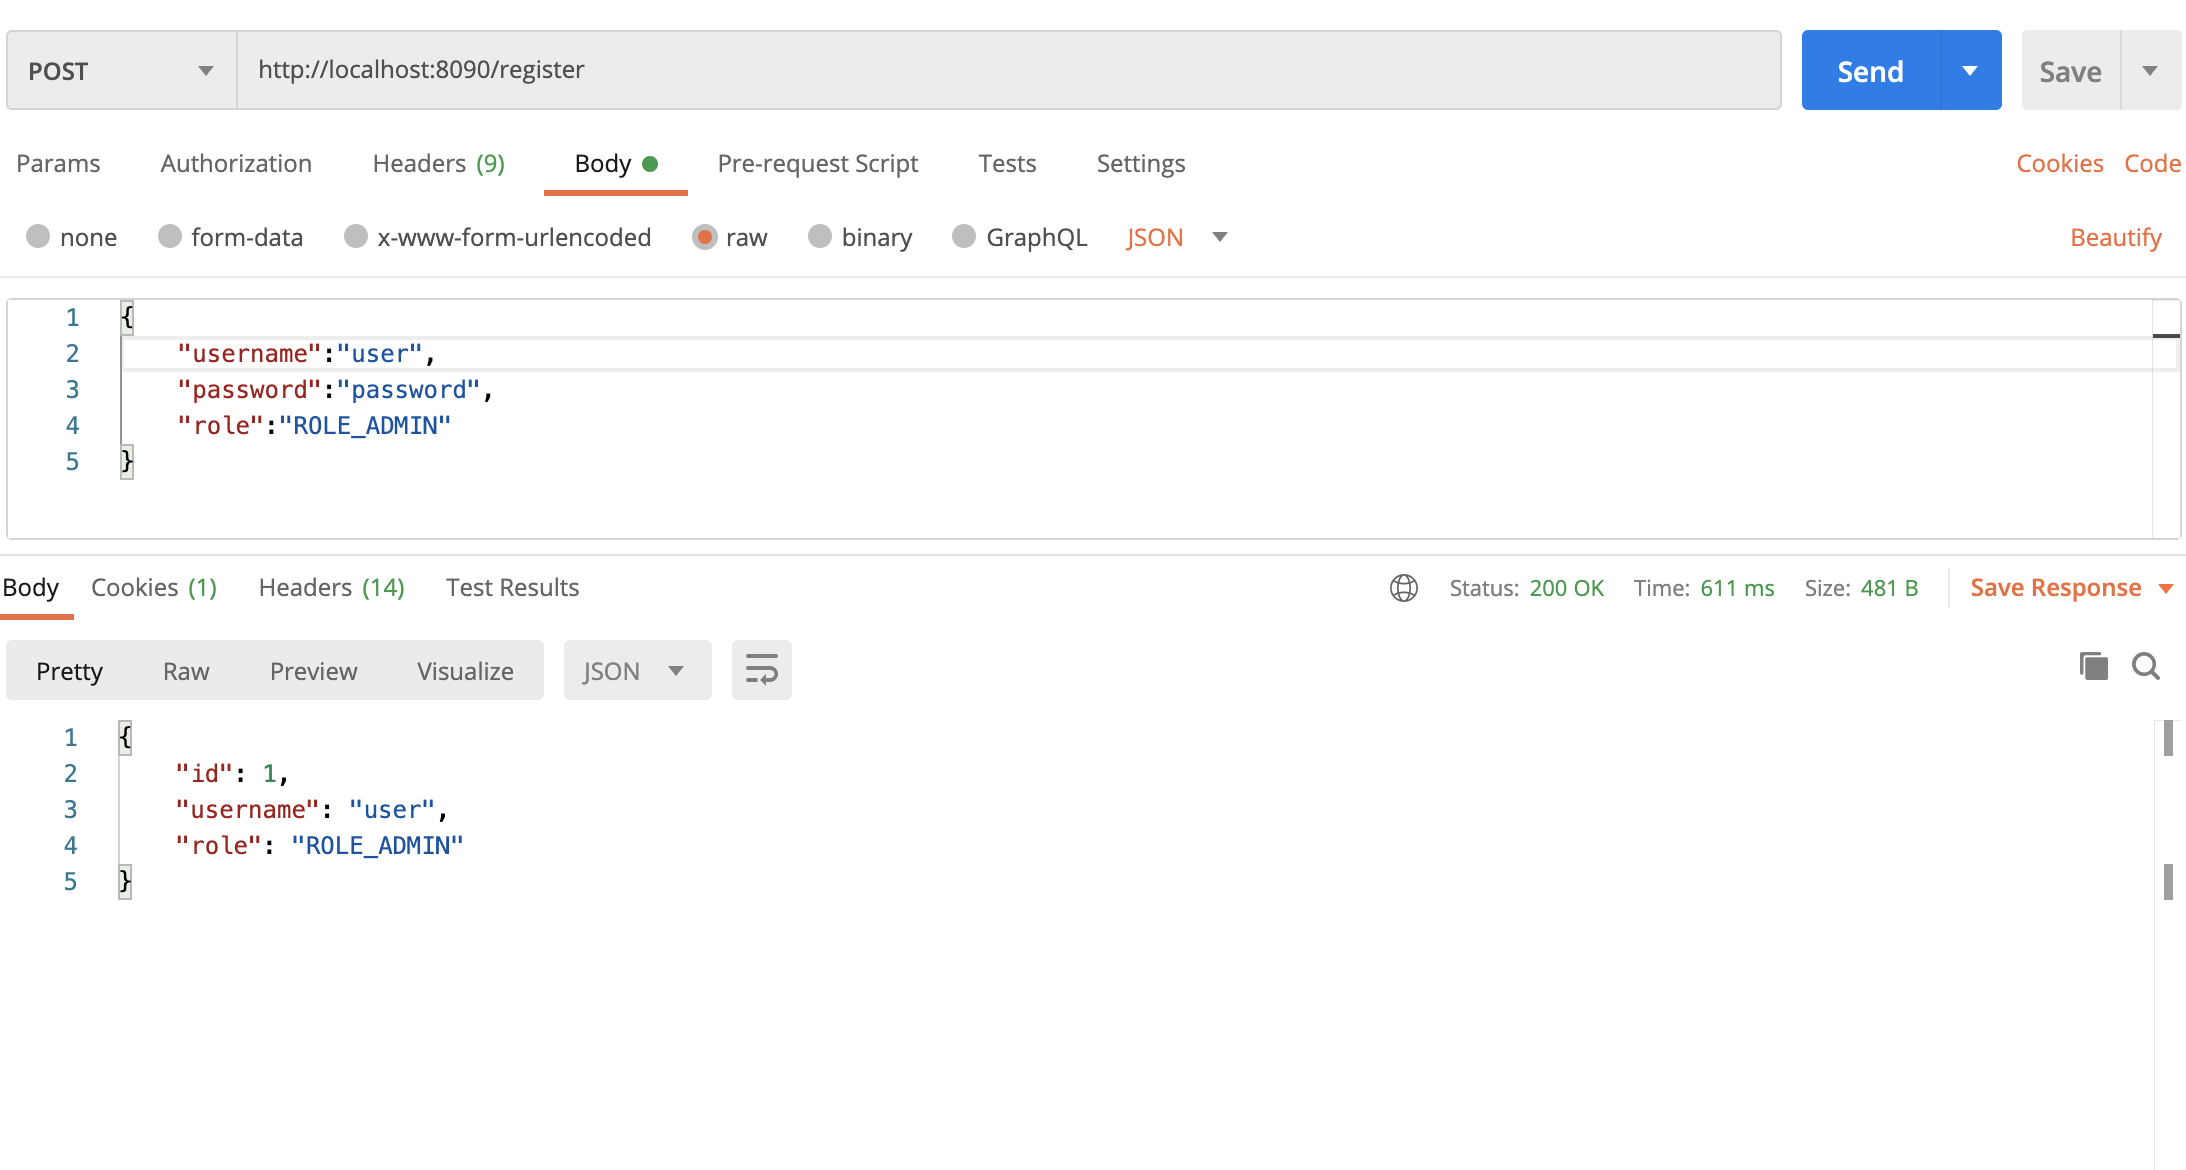 POST http://localhost:8090/register Send Save
Params Authorization Headers (9) Body Pre-request Script Tests Settings Cookies Code
none form-data x-www-form-urlencoded raw binary GraphQL JSON Beautify
1 {
2 "username":"user",
3 "password":"password",
4 "role":"ROLE_ADMIN"
5 }
Body Cookies (1) Headers (14) Test Results Status: 200 OK Time: 611 ms Size: 481 B Save Response
Pretty Raw Preview Visualize JSON
1 {
2 "id": 1,
3 "username": "user",
4 "role": "ROLE_ADMIN"
5 }